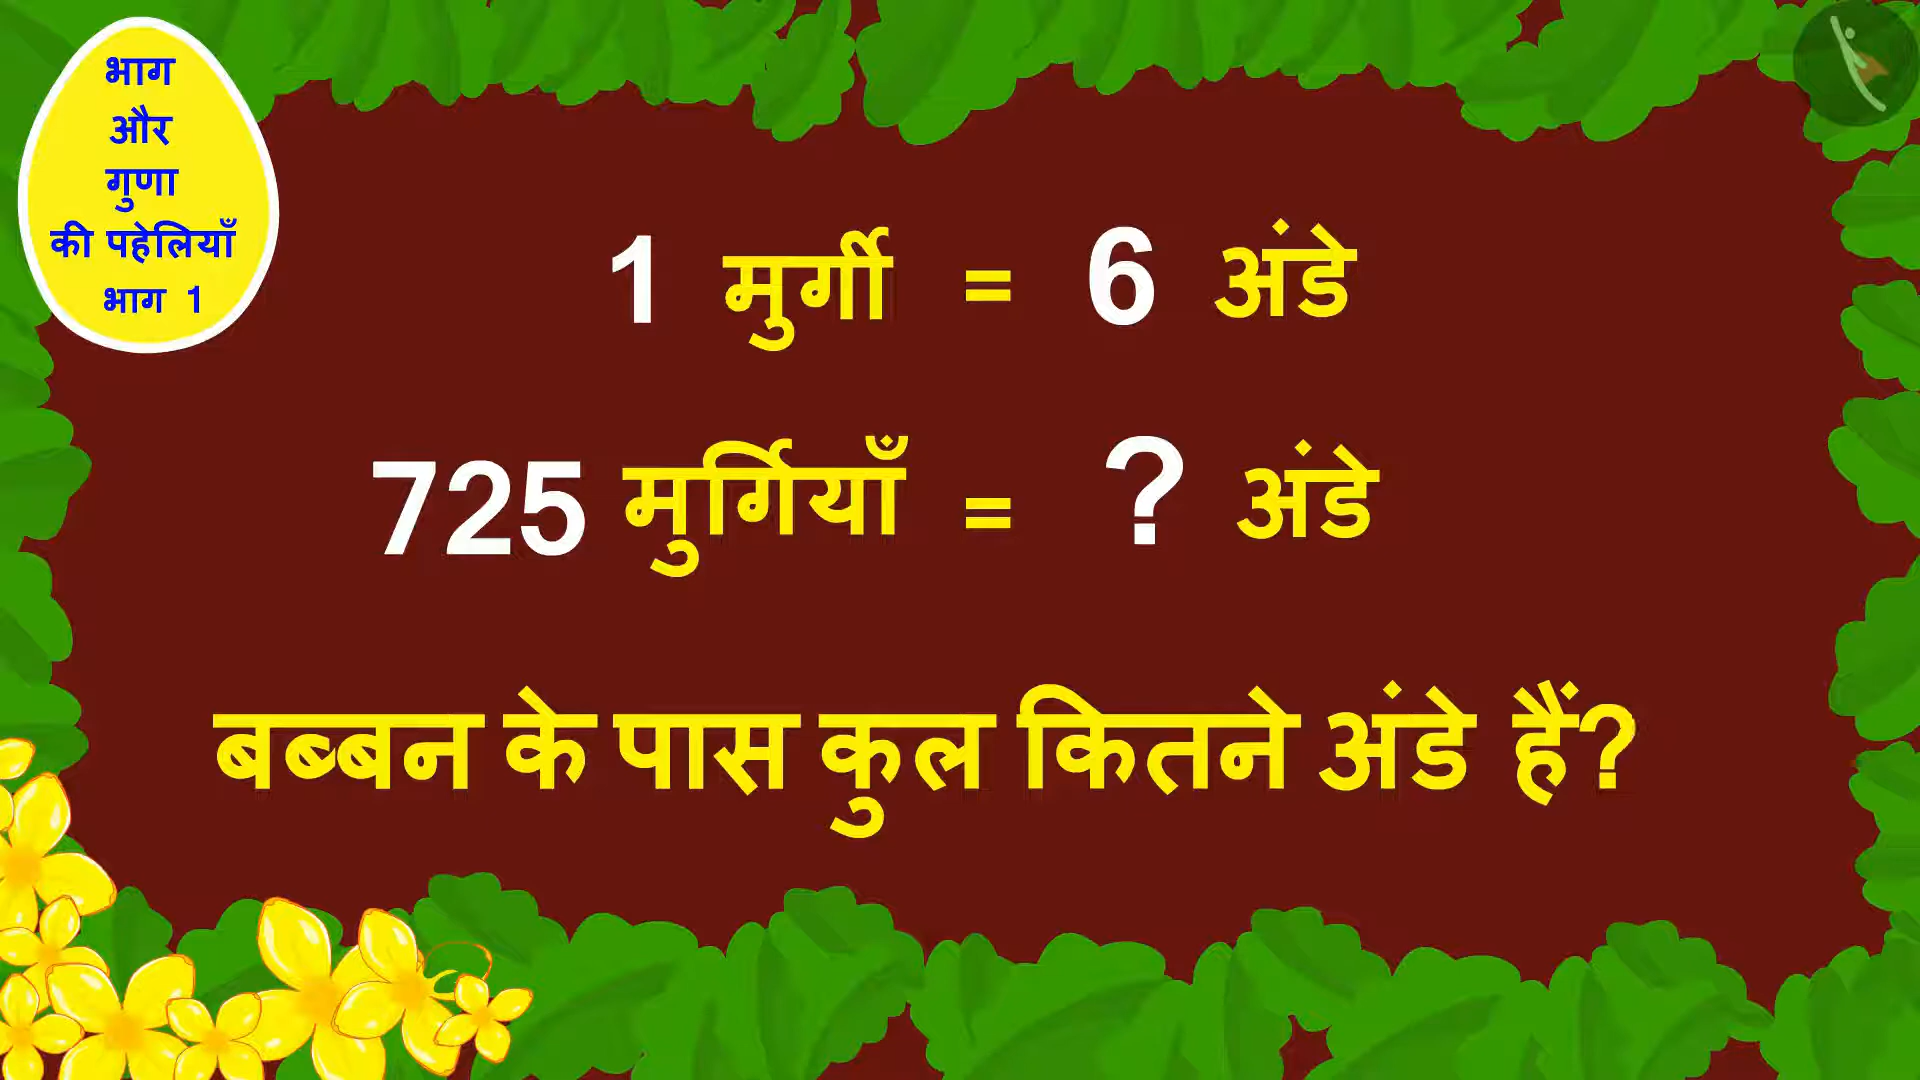 भाग
और
गुणा
की पहेलियाँ
भाग 1
1 मुर्गी = 6 अंडे
725 मुर्गियाँ = ? अंडे
बब्बन के पास कुल कितने अंडे हैं?